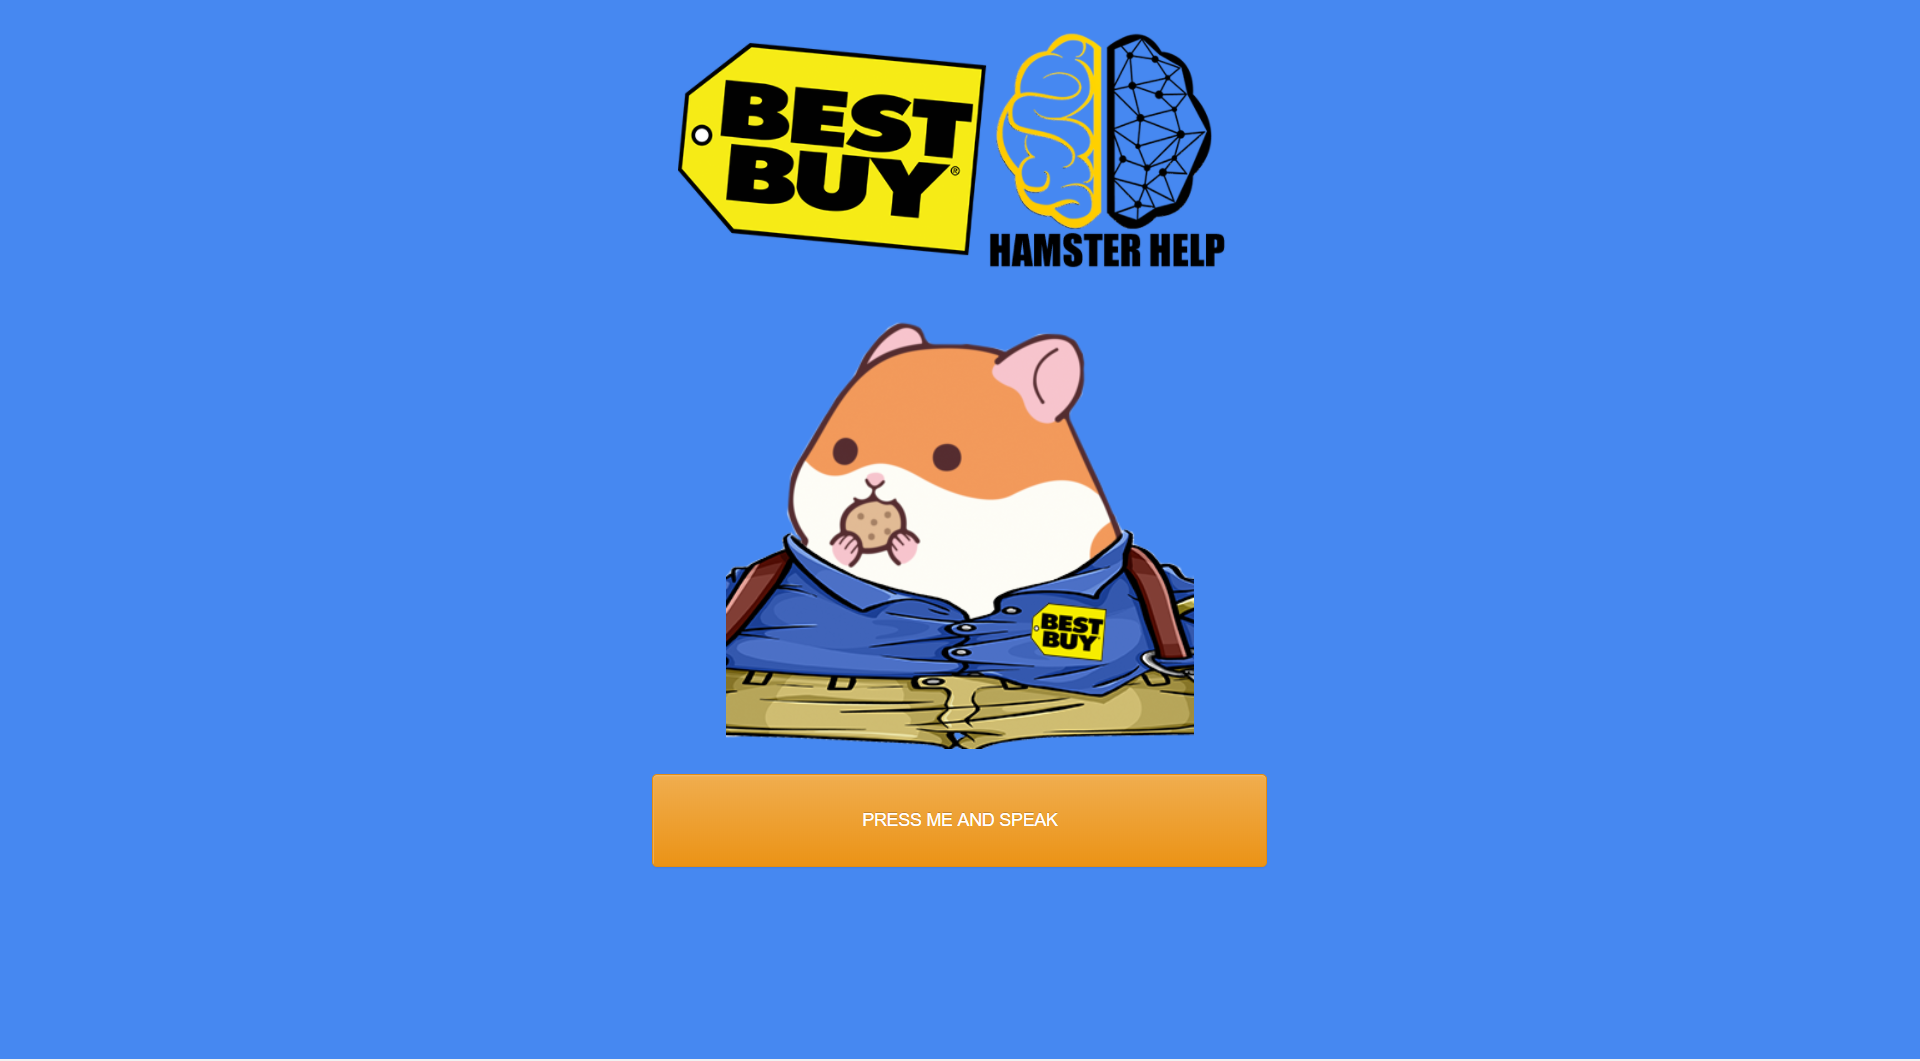 BEST
BUY®
HAMSTER HELP
BEST
BUY
PRESS ME AND SPEAK